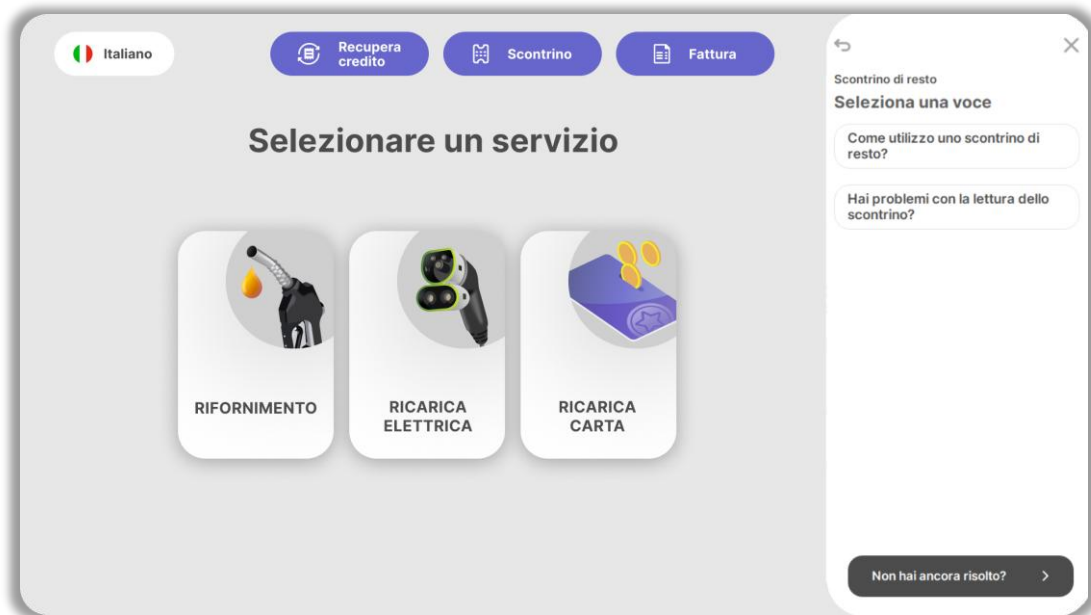 Italiano
Recupera
credito
Scontrino
Fattura
Selezionare un servizio
RIFORNIMENTO
RICARICA
ELETTRICA
RICARICA
CARTA
Scontrino di resto
Seleziona una voce
Come utilizzo uno scontrino di
resto?
Hai problemi con la lettura dello
scontrino?
Non hai ancora risolto?